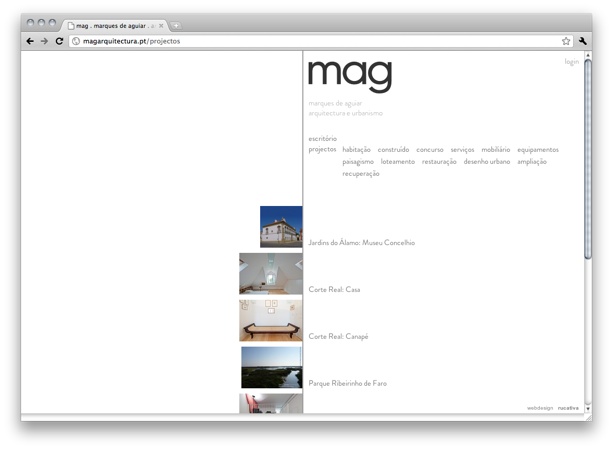 mag . marques de aguiar . a
magarquitectura.pt/projectos
login
mag
marques de aguiar
arquitectura e urbanismo
escritório
projectos habitação construído concurso serviços mobiliário equipamentos
paisagismo loteamento restauração desenho urbano ampliação
recuperação
Jardins do Álamo: Museu Concelhio
Corte Real: Casa
Corte Real: Canapé
Parque Ribeirinho de Faro
webdesign rucativa